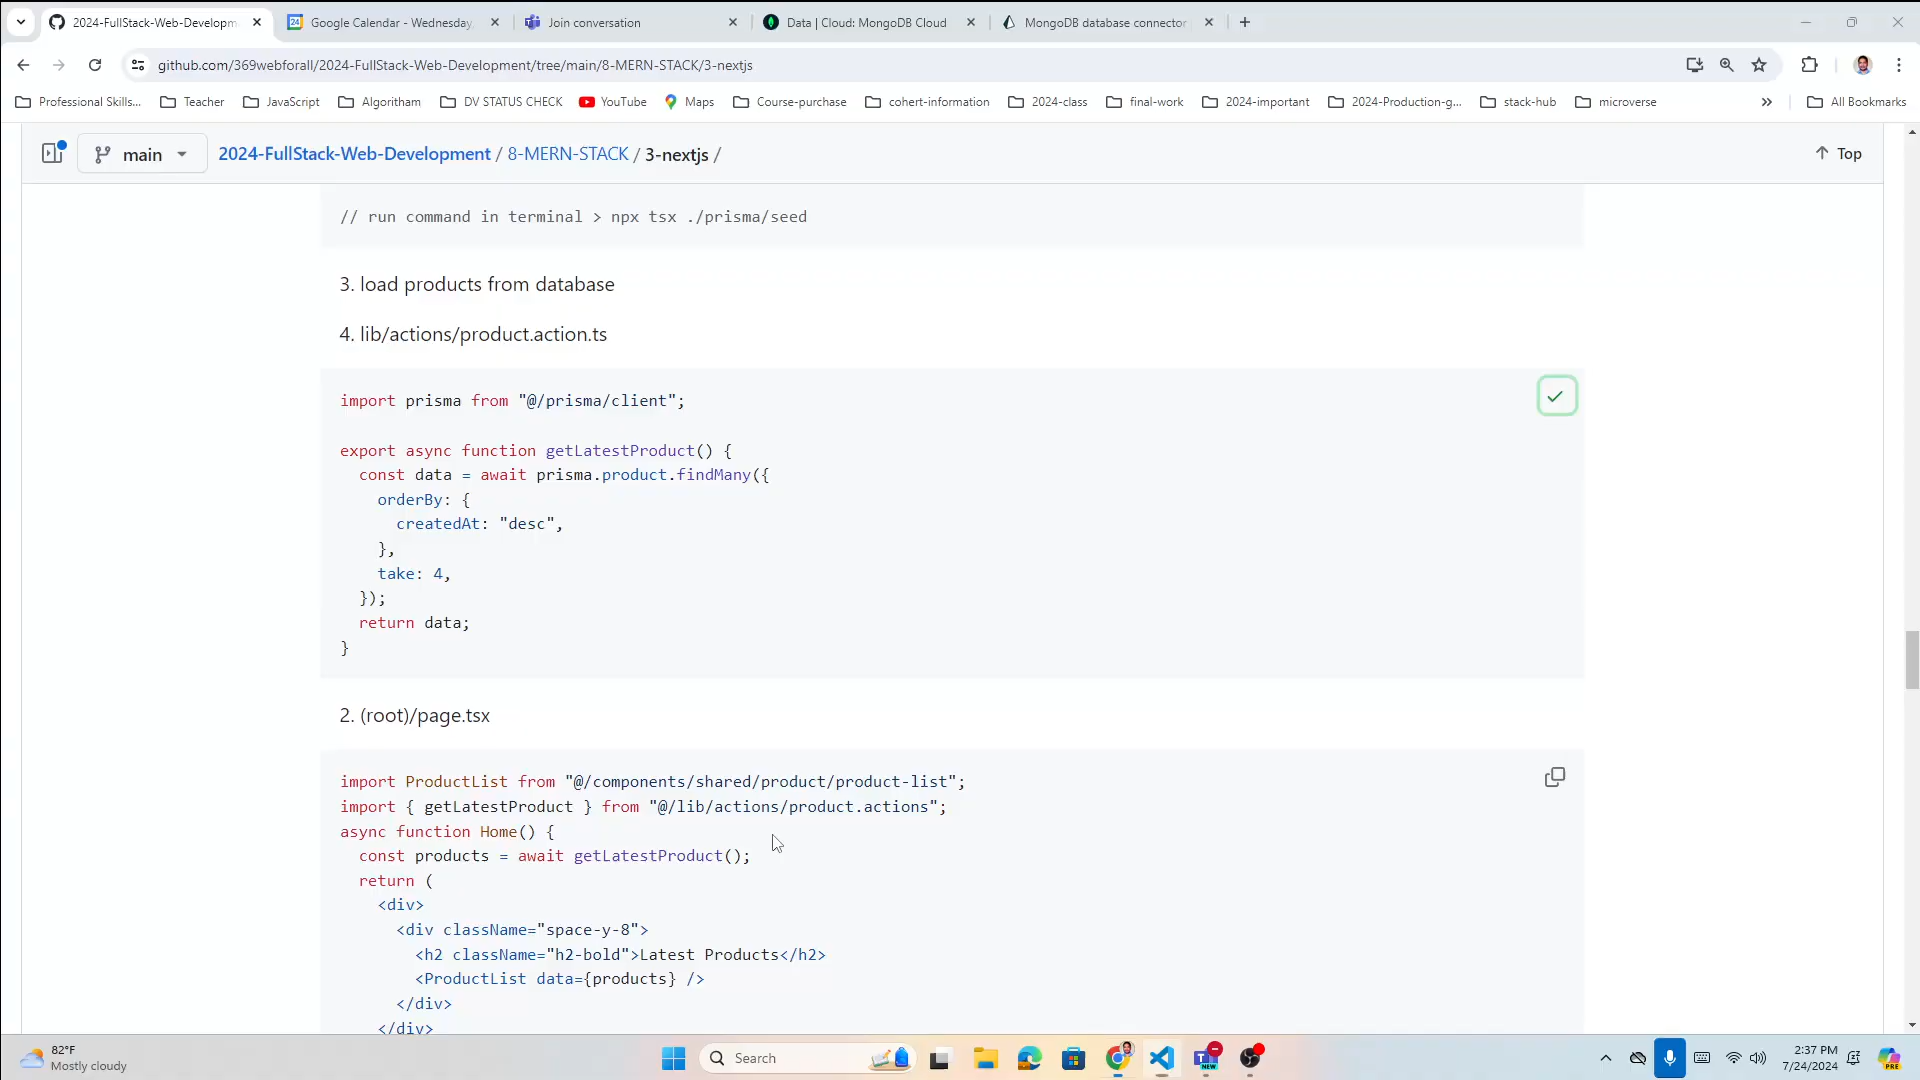 2024-FullStack-Web-Developm
Google Calendar - Wednesday,
Join conversation
Data | Cloud: MongoDB Cloud
MongoDB database connector
github.com/369webforall/2024-FullStack-Web-Development/tree/main/8-MERN-STACK/3-nextjs
Professional Skills...
Teacher
JavaScript
Algoritham
DV STATUS CHECK
YouTube
Maps
Course-purchase
cohert-information
2024-class
final-work
2024-important
2024-Production-g...
stack-hub
microverse
All Bookmarks
main
2024-FullStack-Web-Development / 8-MERN-STACK / 3-nextjs /
Top
// run command in terminal > npx tsx ./prisma/seed
3. load products from database
4. lib/actions/product.action.ts
import prisma from "@/prisma/client";
export async function getLatestProduct() {
const data = await prisma.product.findMany({
orderBy: {
createdAt: "desc",
},
take: 4,
});
return data;
}
2. (root)/page.tsx
import ProductList from "@/components/shared/product/product-list";
import { getLatestProduct } from "@/lib/actions/product.actions";
async function Home() {
const products = await getLatestProduct();
return (
<div>
<div className="space-y-8">
<h2 className="h2-bold">Latest Products</h2>
<ProductList data={products} />
</div>
</div>
82°F
Mostly cloudy
Search
NEW
2:37 PM
7/24/2024
PRE